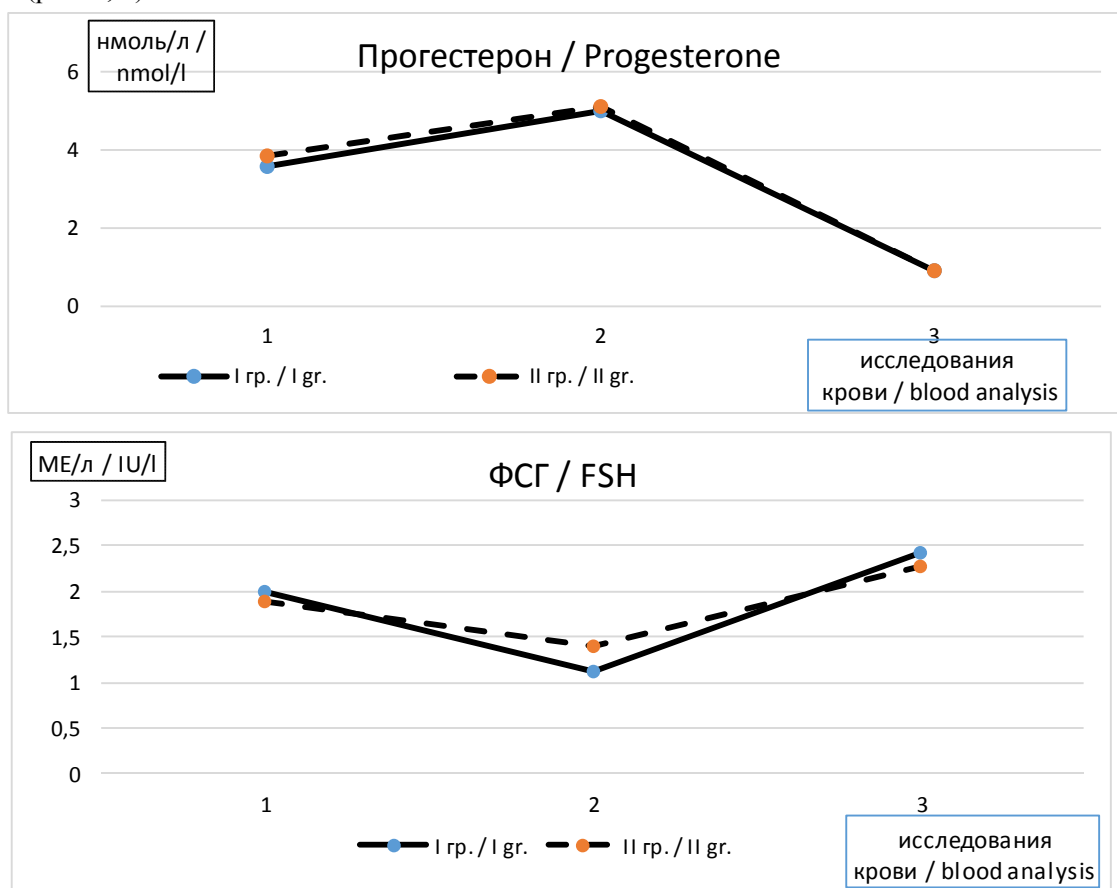 нмоль/л /
nmol/l
Прогестерон / Progesterone
6
4
2
0
1 2 3
I гр. / I gr. II гр. / II gr.
исследования
крови / blood analysis
МЕ/л / IU/l
ФСГ / FSH
3
2,5
2
1,5
1
0,5
0
1 2 3
I гр. / I gr. II гр. / II gr.
исследования
крови / blood analysis